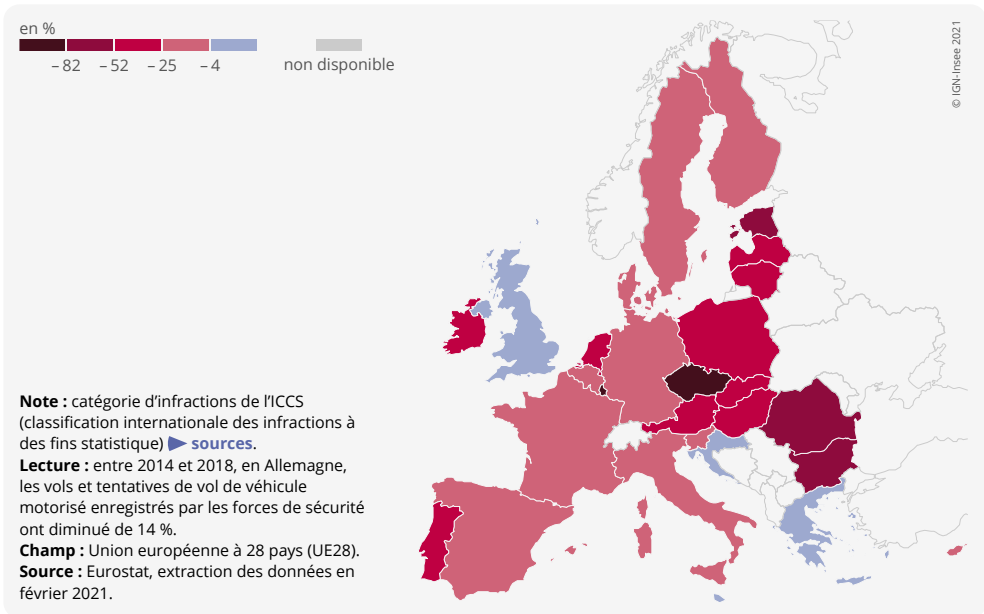 en %
– 82 – 52 – 25 – 4
non disponible
© IGN-Insee 2021
Note : catégorie d’infractions de l’ICCS
(classification internationale des infractions à
des fins statistique) ▶ sources.
Lecture : entre 2014 et 2018, en Allemagne,
les vols et tentatives de vol de véhicule
motorisé enregistrés par les forces de sécurité
ont diminué de 14 %.
Champ : Union européenne à 28 pays (UE28).
Source : Eurostat, extraction des données en
février 2021.